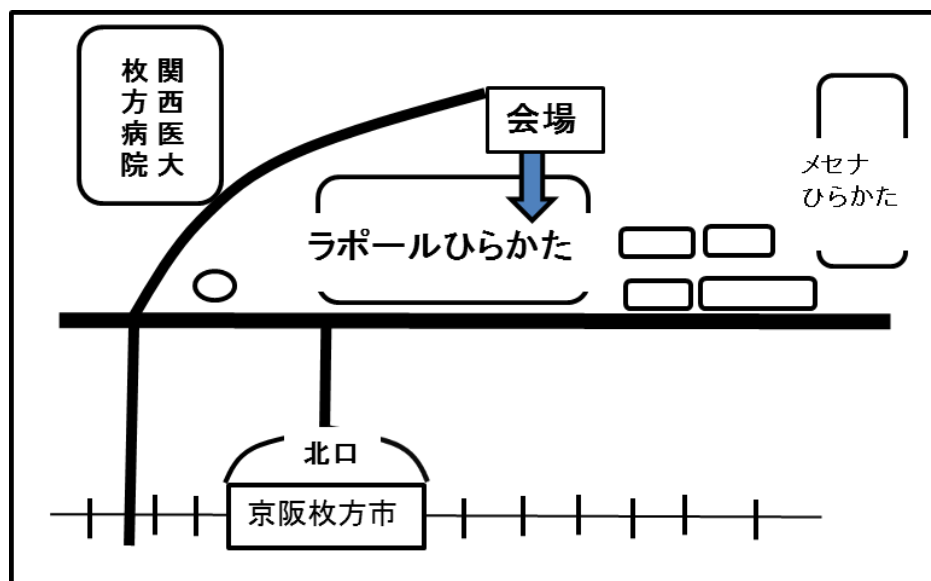 関西医大
枚方病院
会場
メセナ
ひらかた
ラポールひらかた
北口
京阪枚方市